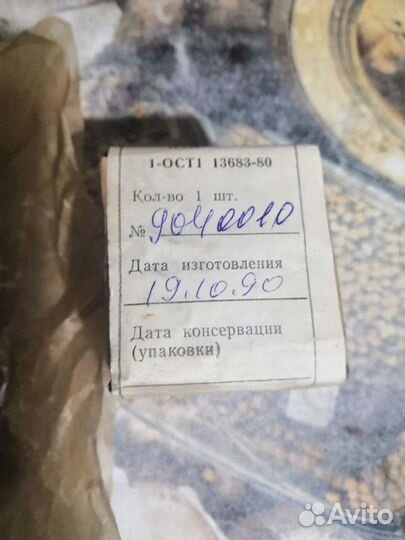 1-ОСТ1 13683-80
Кол-во 1 шт.
№ 9040010
Дата изготовления
19.10.90
Дата консервации
(упаковки)
Avito